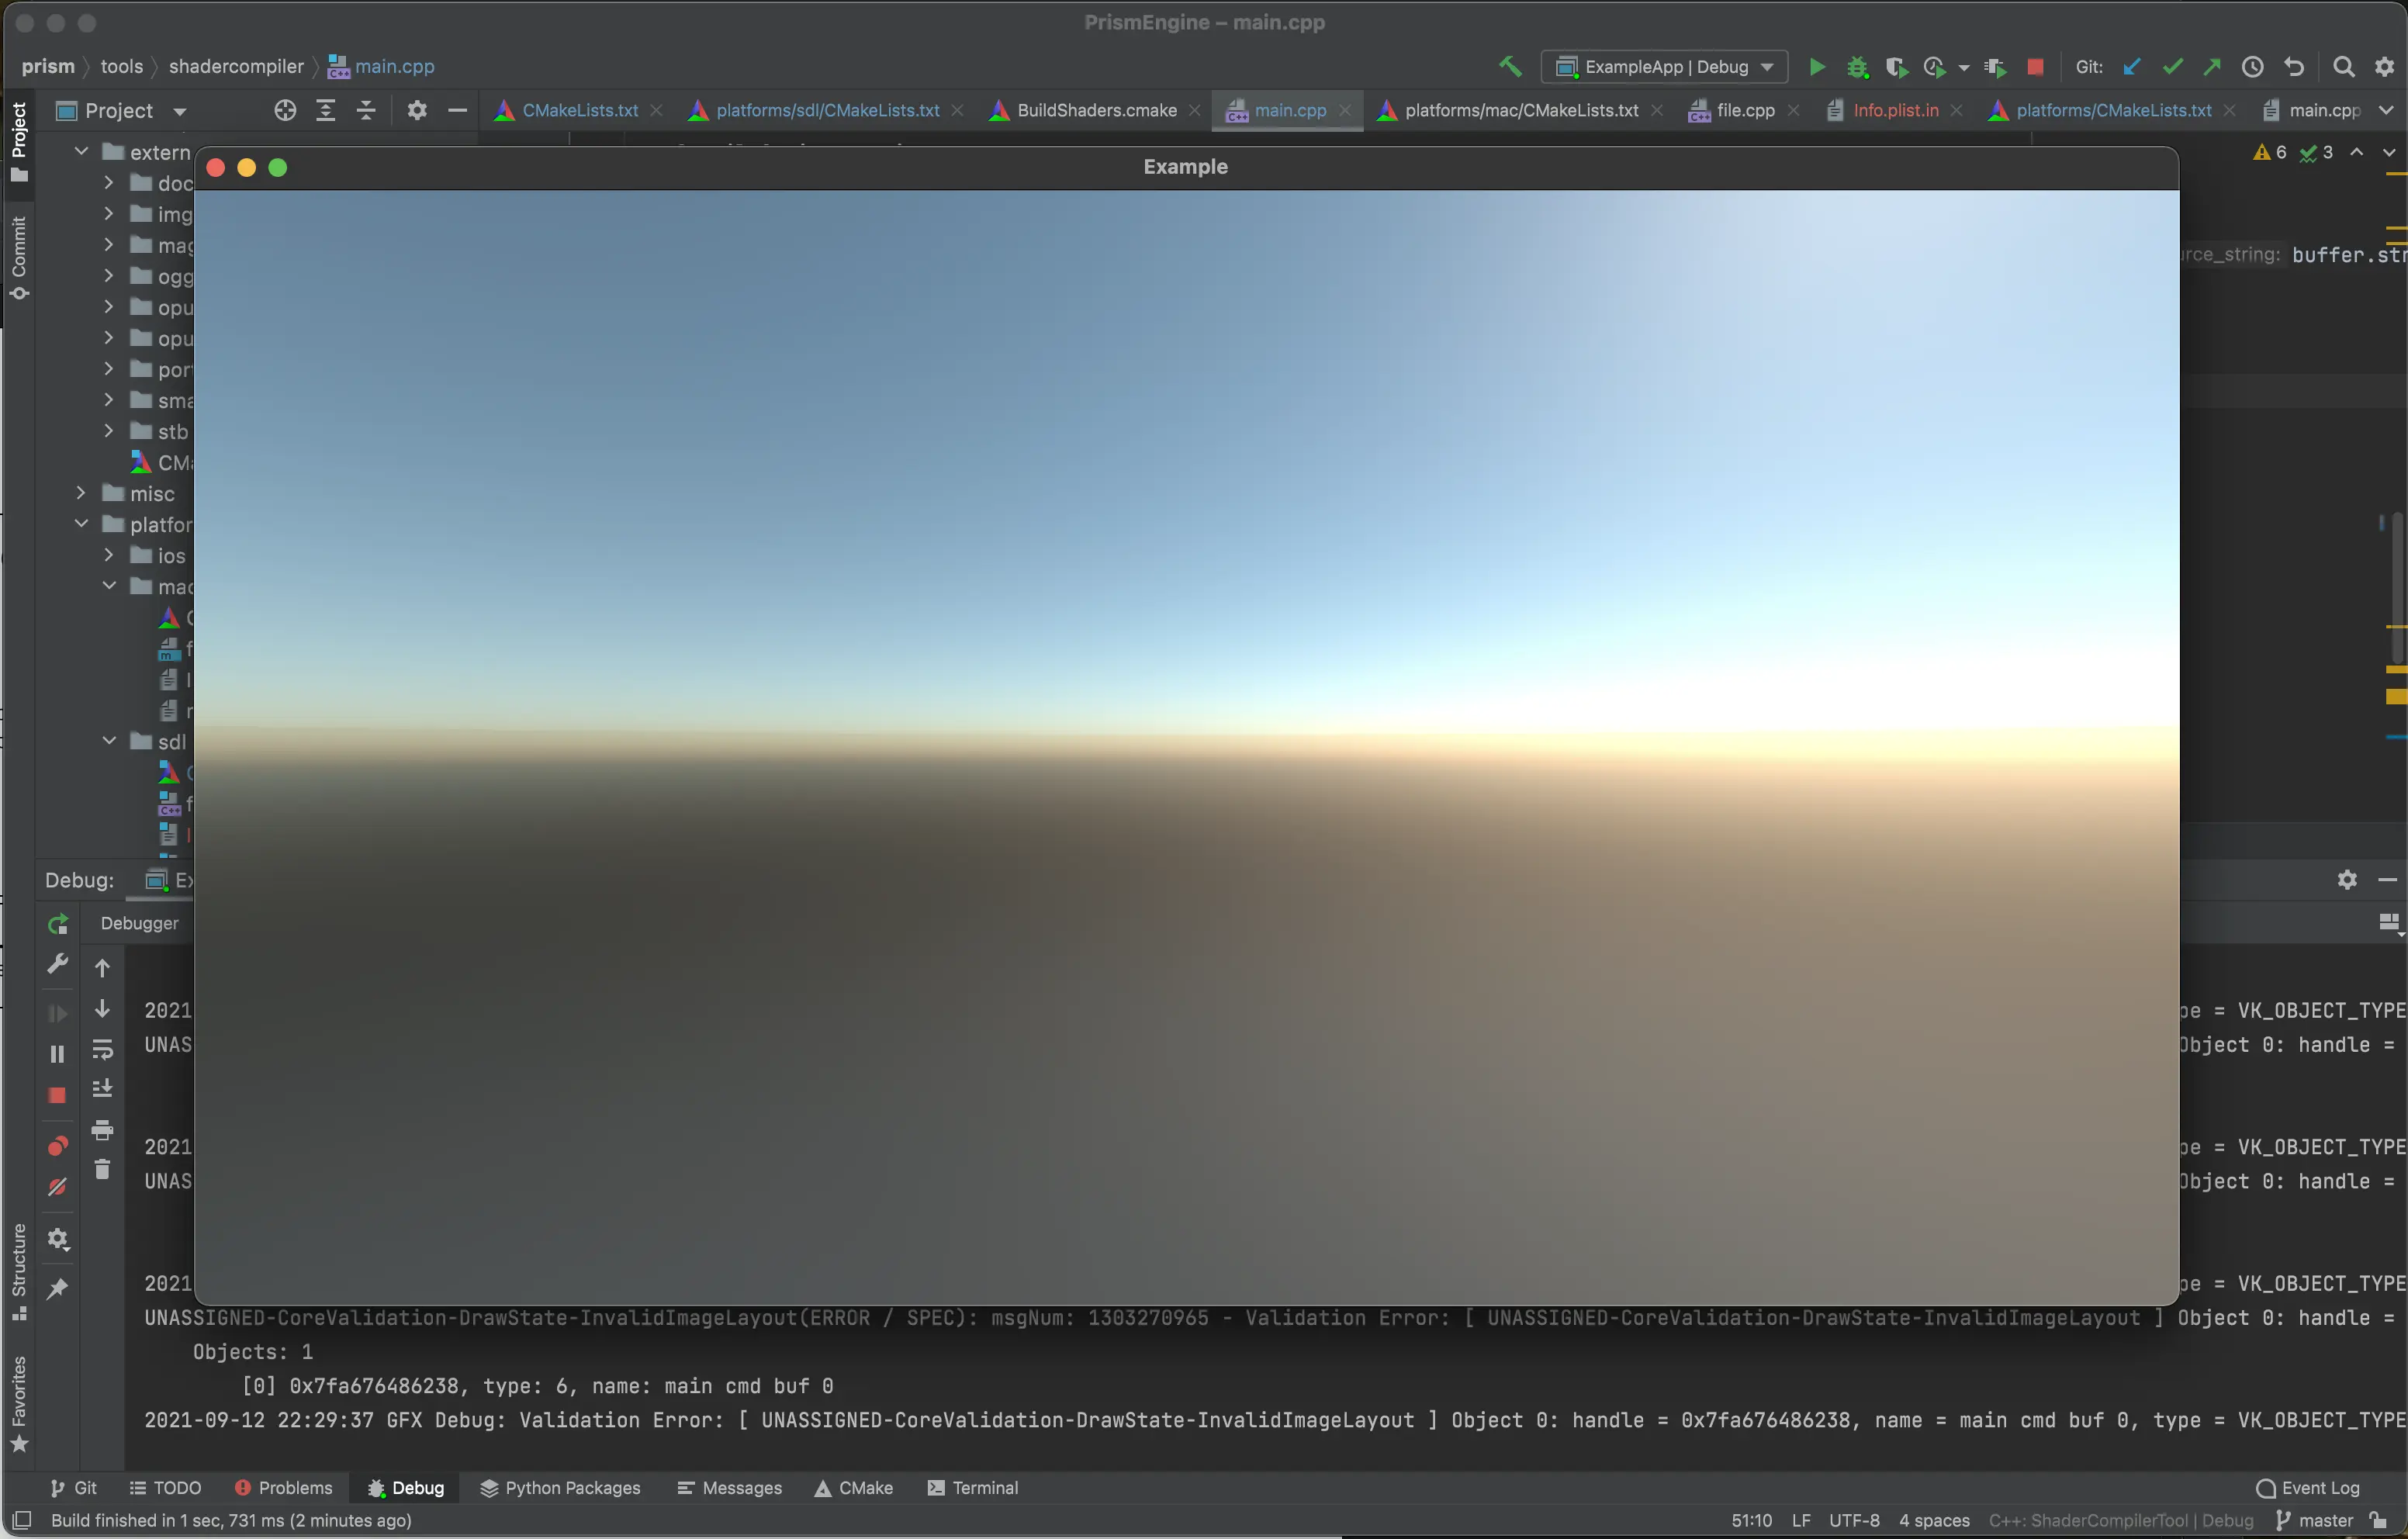 PrismEngine – main.cpp
prism tools shadercompiler main.cpp
ExampleApp | Debug
Git:
Project
CMakeLists.txt
platforms/sdl/CMakeLists.txt
BuildShaders.cmake
main.cpp
platforms/mac/CMakeLists.txt
file.cpp
Info.plist.in
platforms/CMakeLists.txt
main.cpp
Project
Commit
Structure
Favorites
extern
doc
img
mag
ogg
opu
opu
port
sma
stb
CMa
misc
platfor
ios
mac
sdl
Example
6 3
urce_string: buffer.str
Debug: Ex
Debugger
2021 pe = VK_OBJECT_TYPE
UNAS Object 0: handle =
2021 pe = VK_OBJECT_TYPE
UNAS Object 0: handle =
2021 pe = VK_OBJECT_TYPE
UNASSIGNED-CoreValidation-DrawState-InvalidImageLayout(ERROR / SPEC): msgNum: 1303270965 - Validation Error: [ UNASSIGNED-CoreValidation-DrawState-InvalidImageLayout ] Object 0: handle =
Objects: 1
[0] 0x7fa676486238, type: 6, name: main cmd buf 0
2021-09-12 22:29:37 GFX Debug: Validation Error: [ UNASSIGNED-CoreValidation-DrawState-InvalidImageLayout ] Object 0: handle = 0x7fa676486238, name = main cmd buf 0, type = VK_OBJECT_TYPE
Git TODO Problems Debug Python Packages Messages CMake Terminal Event Log
Build finished in 1 sec, 731 ms (2 minutes ago) 51:10 LF UTF-8 4 spaces C++: ShaderCompilerTool | Debug master